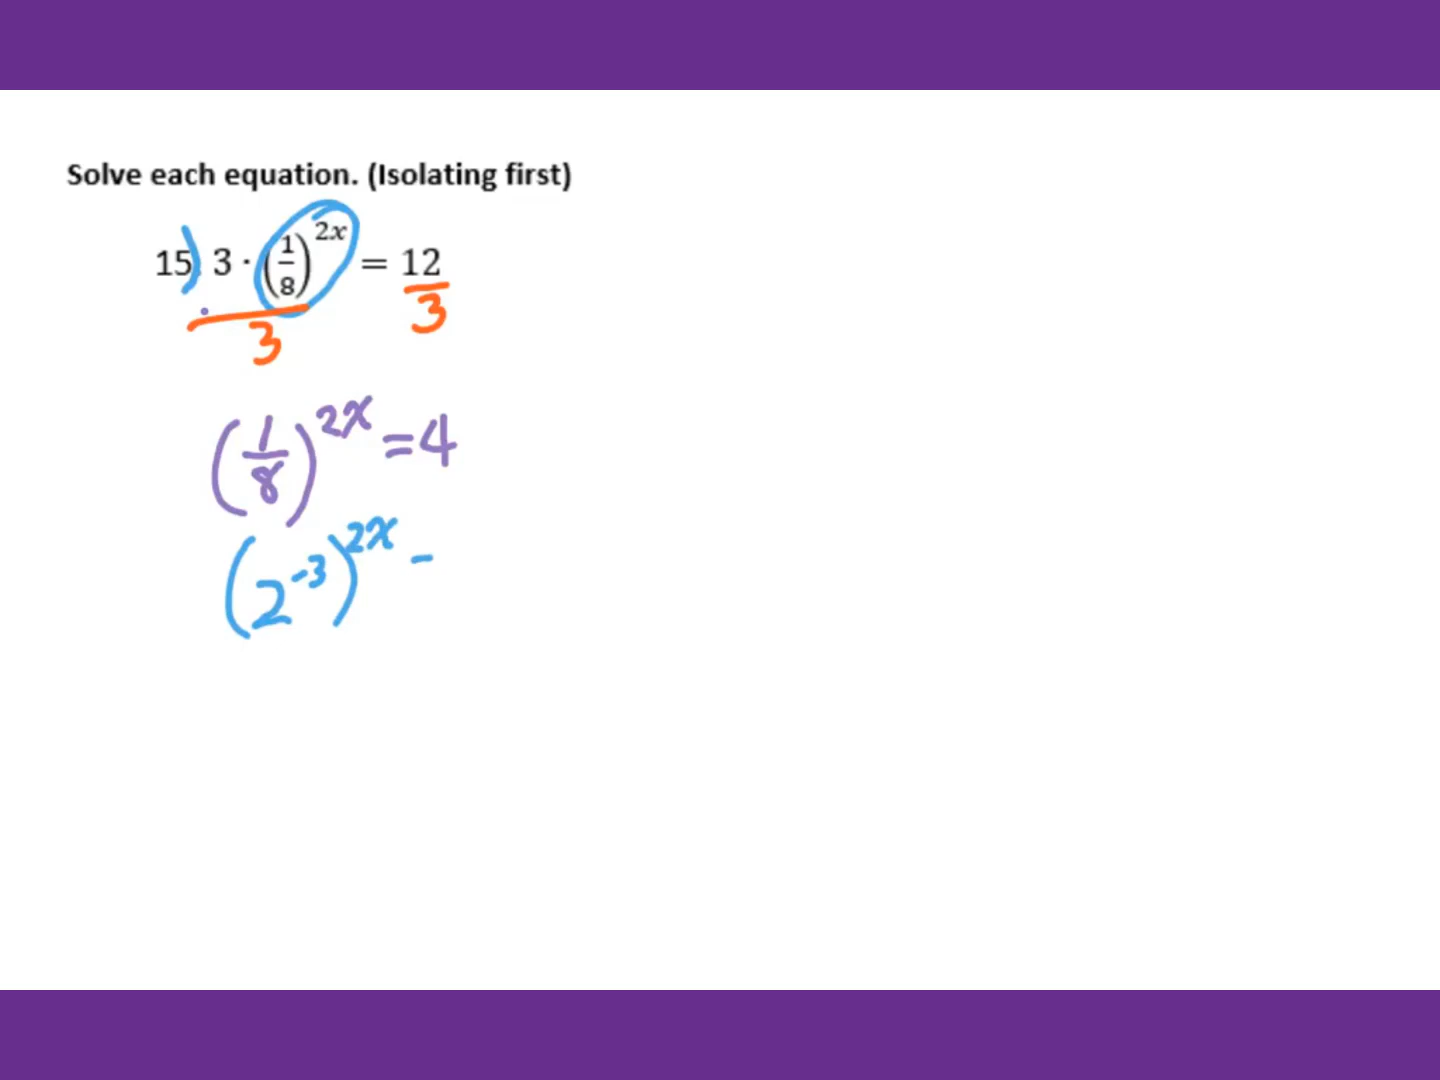 Solve each equation. (Isolating first)
15) 3 · (1/8)^2x = 12
3 3
(1/8)^2x = 4
(2^-3)^2x -